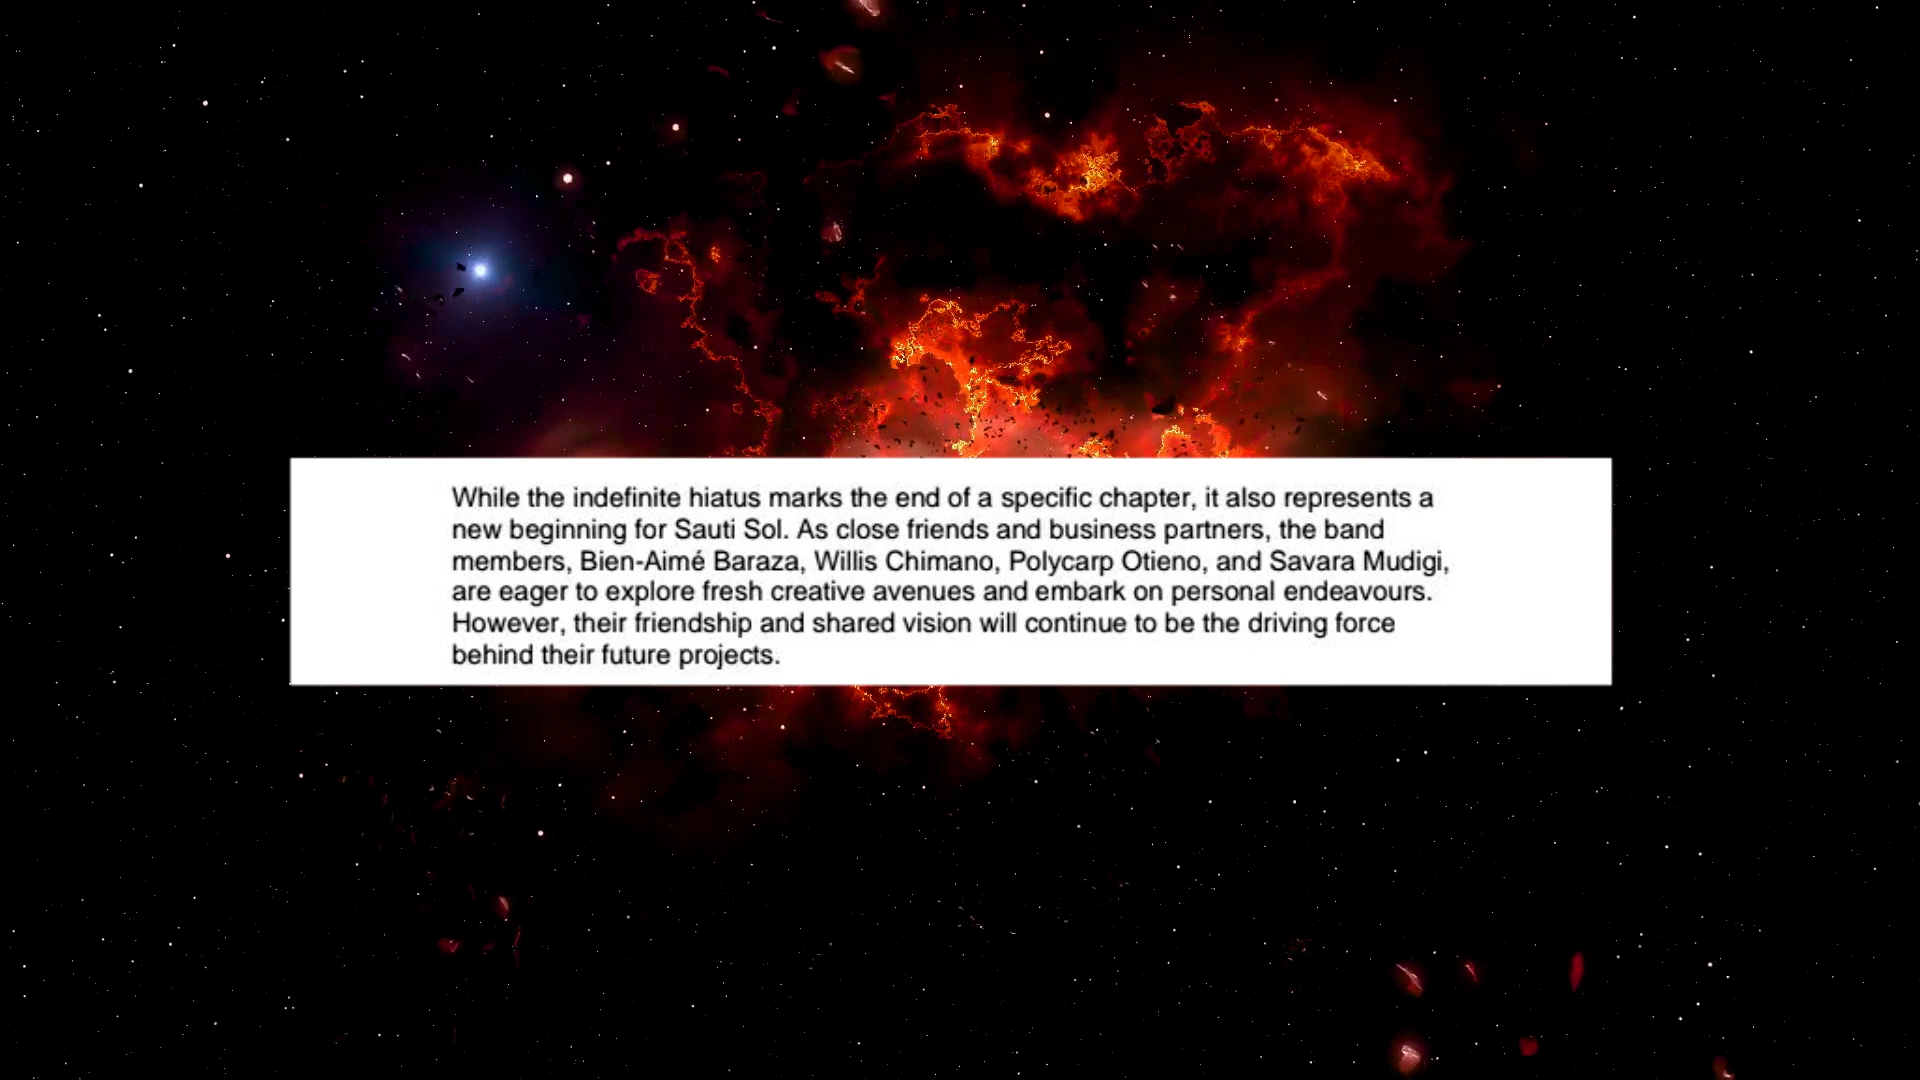 While the indefinite hiatus marks the end of a specific chapter, it also represents a
new beginning for Sauti Sol. As close friends and business partners, the band
members, Bien-Aimé Baraza, Willis Chimano, Polycarp Otieno, and Savara Mudigi,
are eager to explore fresh creative avenues and embark on personal endeavours.
However, their friendship and shared vision will continue to be the driving force
behind their future projects.